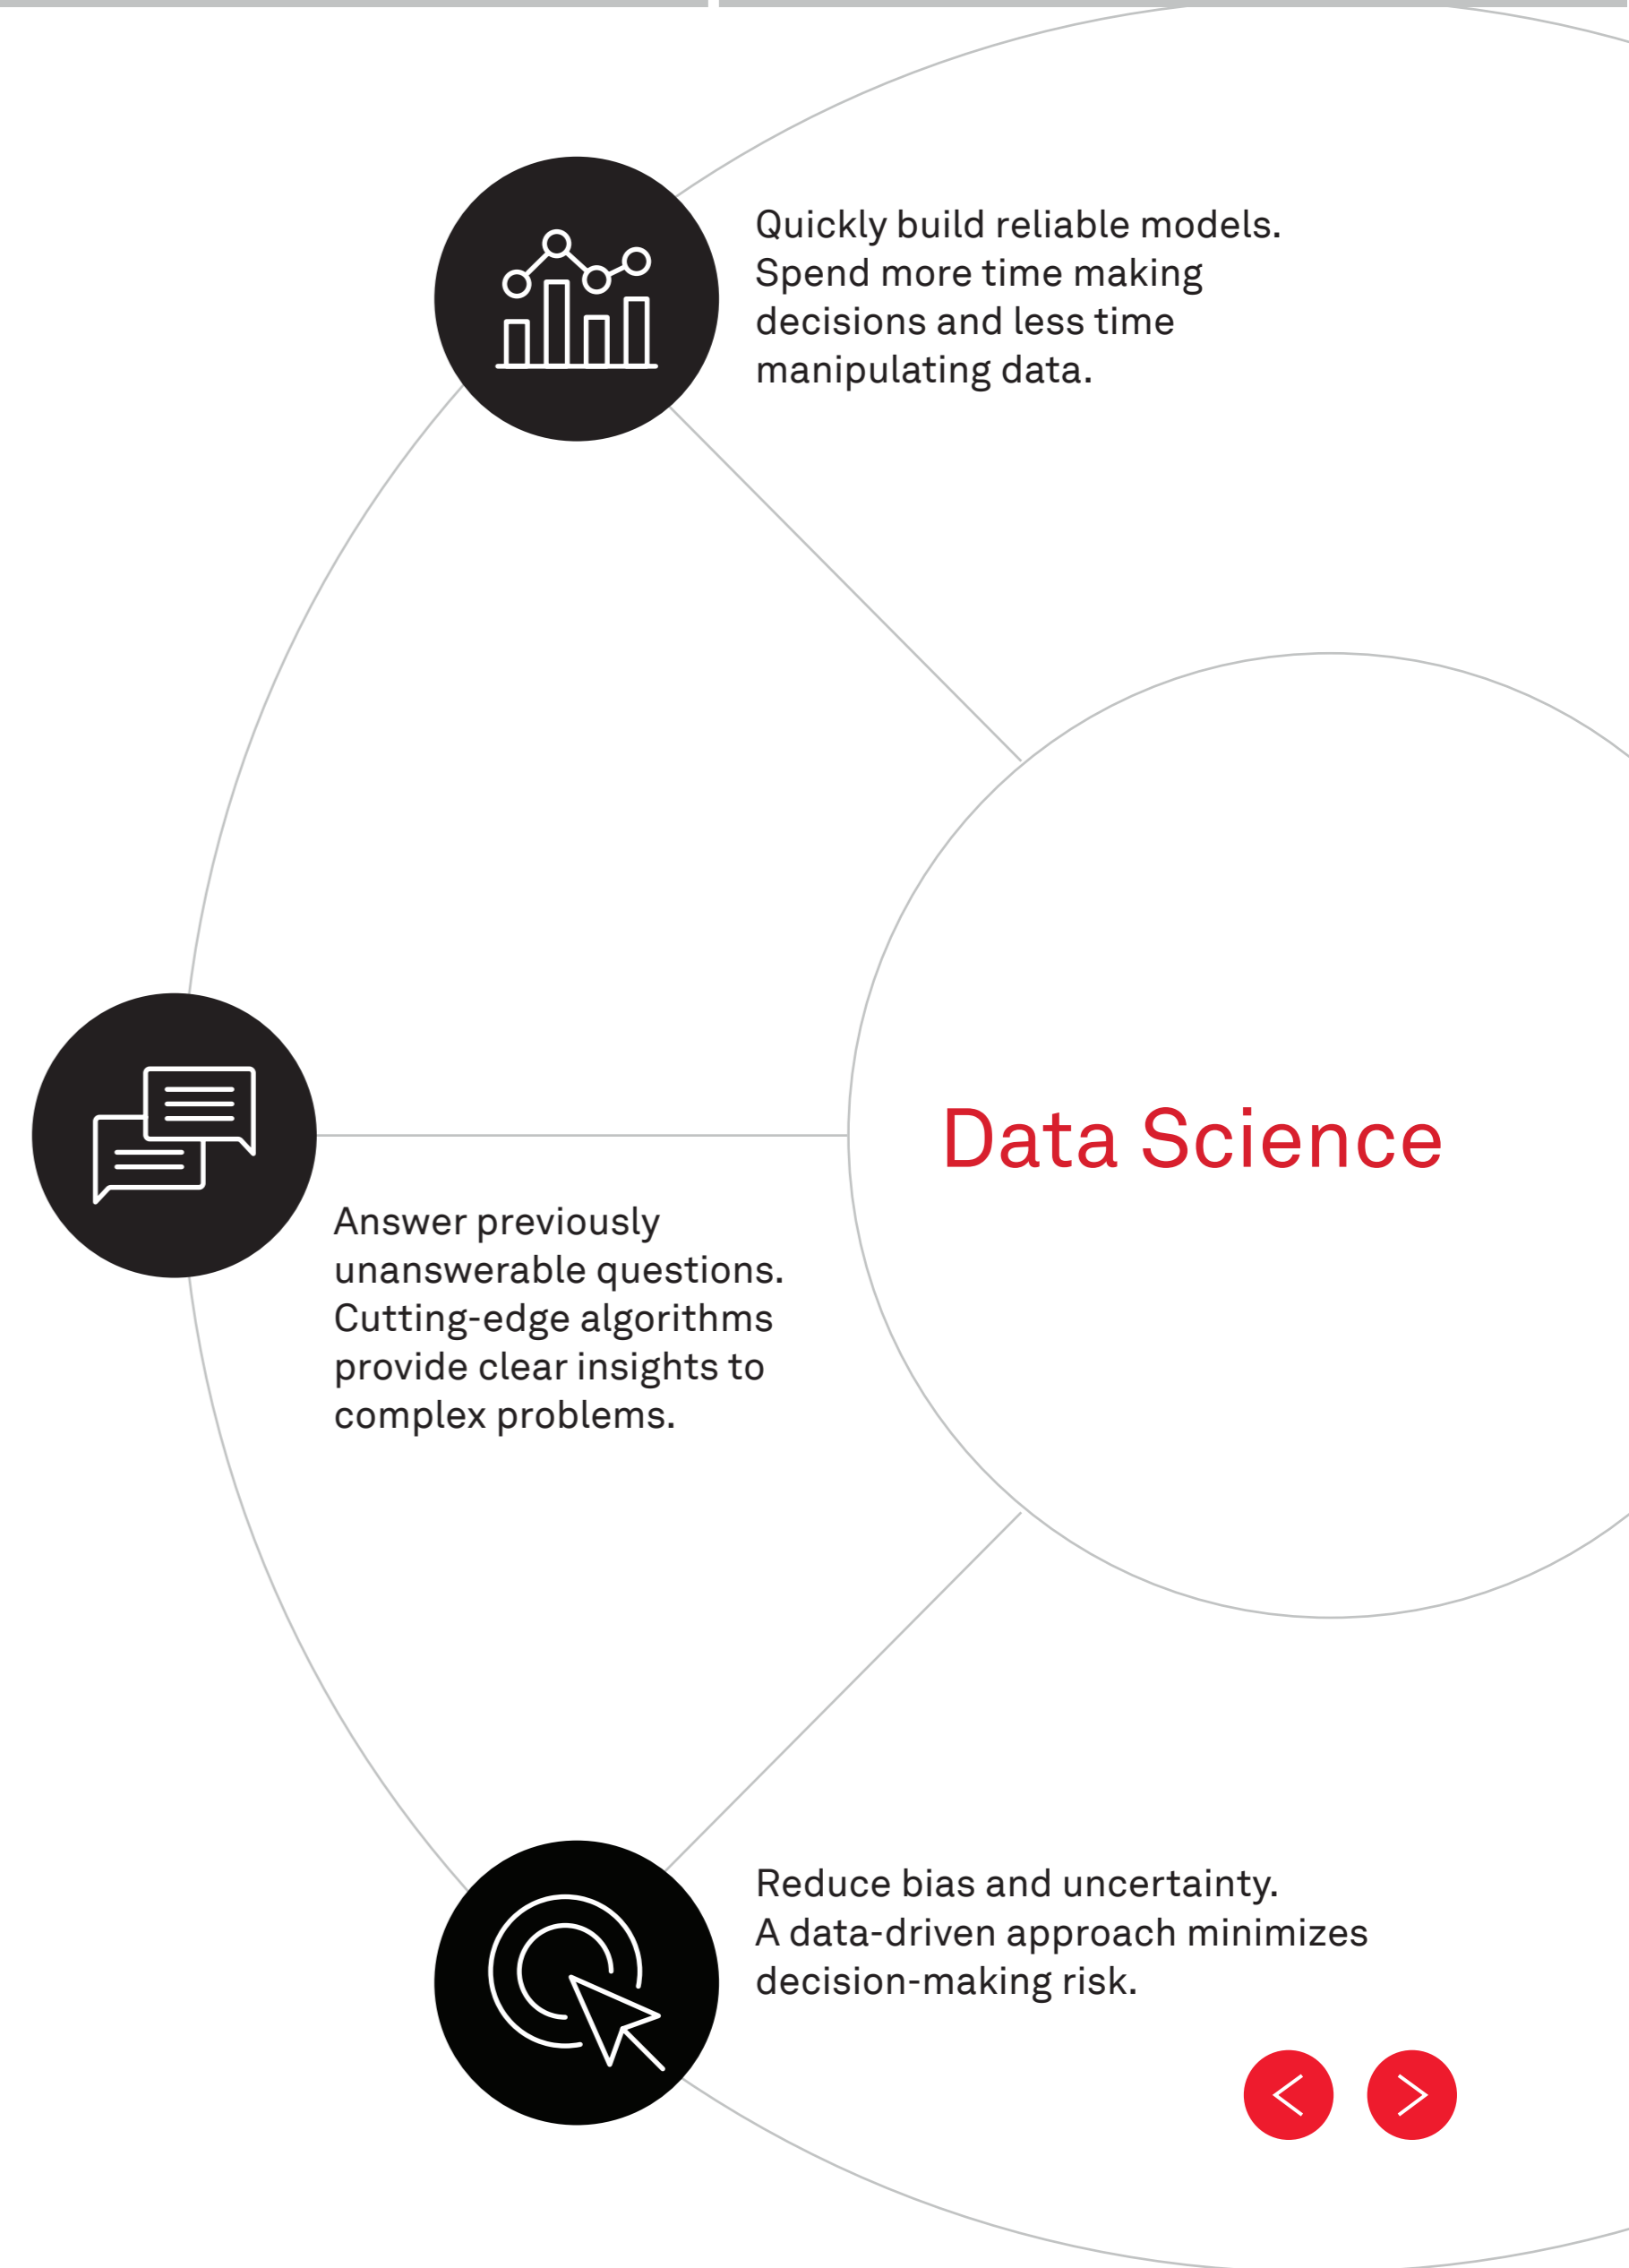 Quickly build reliable models.
Spend more time making
decisions and less time
manipulating data.
Data Science
Answer previously
unanswerable questions.
Cutting-edge algorithms
provide clear insights to
complex problems.
Reduce bias and uncertainty.
A data-driven approach minimizes
decision-making risk.